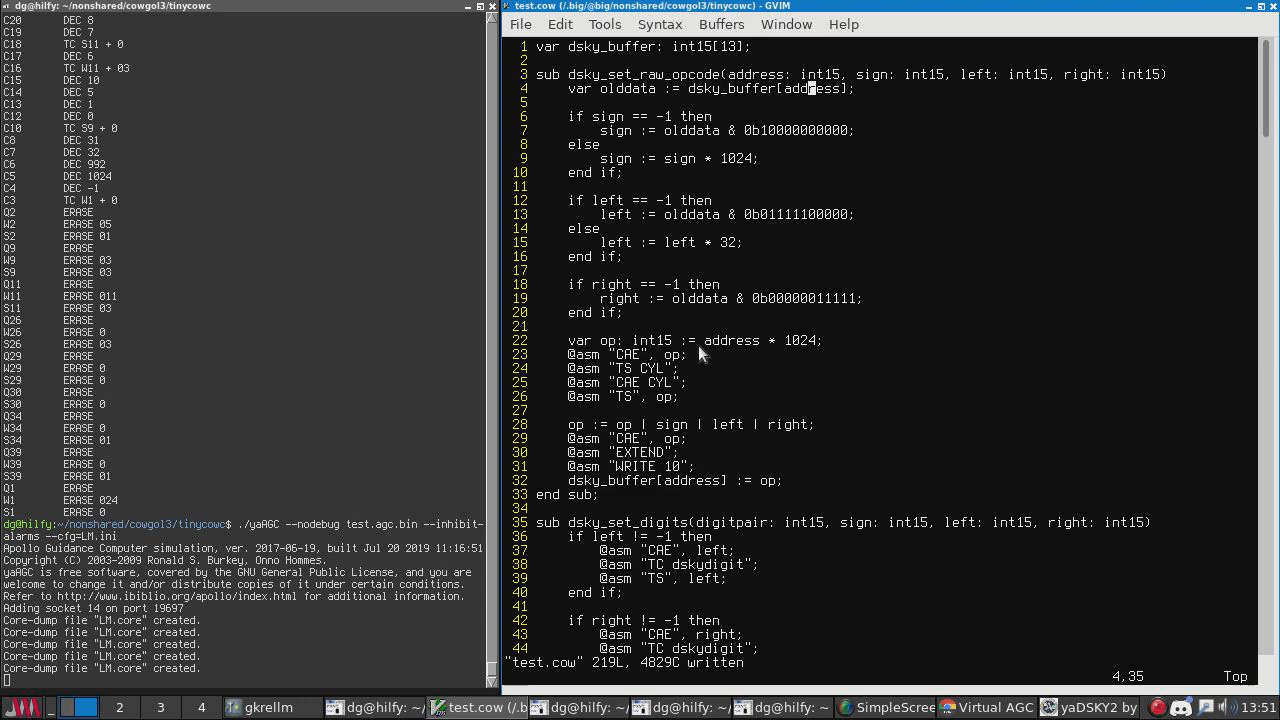 dg@hilfy: ~/nonshared/cowgol3/tinycowc
C20 DEC 8
C19 DEC 7
C18 TC S11 + 0
C17 DEC 6
C16 TC W11 + 03
C15 DEC 10
C14 DEC 5
C13 DEC 1
C12 DEC 0
C10 TC S9 + 0
C8 DEC 31
C7 DEC 32
C6 DEC 992
C5 DEC 1024
C4 DEC -1
C3 TC W1 + 0
Q2 ERASE
W2 ERASE 05
S2 ERASE 01
Q9 ERASE
W9 ERASE 03
S9 ERASE 03
Q11 ERASE
W11 ERASE 011
S11 ERASE 03
Q26 ERASE
W26 ERASE 0
S26 ERASE 03
Q29 ERASE
W29 ERASE 0
S29 ERASE 0
Q30 ERASE
S30 ERASE 0
Q34 ERASE
W34 ERASE 0
S34 ERASE 01
Q39 ERASE
W39 ERASE 0
S39 ERASE 01
Q1 ERASE
W1 ERASE 024
S1 ERASE 0
dg@hilfy:~/nonshared/cowgol3/tinycowc$ ./yaAGC --nodebug test.agc.bin --inhibit-
alarms --cfg=LM.ini
Apollo Guidance Computer simulation, ver. 2017-06-19, built Jul 20 2019 11:16:51
Copyright (C) 2003-2009 Ronald S. Burkey, Onno Hommes.
yaAGC is free software, covered by the GNU General Public License, and you are
welcome to change it and/or distribute copies of it under certain conditions.
Refer to http://www.ibiblio.org/apollo/index.html for additional information.
Adding socket 14 on port 19697
Core-dump file "LM.core" created.
Core-dump file "LM.core" created.
Core-dump file "LM.core" created.
Core-dump file "LM.core" created.
test.cow (/.big/@big/nonshared/cowgol3/tinycowc) - GVIM
File Edit Tools Syntax Buffers Window Help
1 var dsky_buffer: int15[13];
2
3 sub dsky_set_raw_opcode(address: int15, sign: int15, left: int15, right: int15)
4 var olddata := dsky_buffer[address];
5
6 if sign == -1 then
7 sign := olddata & 0b10000000000;
8 else
9 sign := sign * 1024;
10 end if;
11
12 if left == -1 then
13 left := olddata & 0b01111100000;
14 else
15 left := left * 32;
16 end if;
17
18 if right == -1 then
19 right := olddata & 0b00000011111;
20 end if;
21
22 var op: int15 := address * 1024;
23 @asm "CAE", op;
24 @asm "TS CYL";
25 @asm "CAE CYL";
26 @asm "TS", op;
27
28 op := op | sign | left | right;
29 @asm "CAE", op;
30 @asm "EXTEND";
31 @asm "WRITE 10";
32 dsky_buffer[address] := op;
33 end sub;
34
35 sub dsky_set_digits(digitpair: int15, sign: int15, left: int15, right: int15)
36 if left != -1 then
37 @asm "CAE", left;
38 @asm "TC dskydigit";
39 @asm "TS", left;
40 end if;
41
42 if right != -1 then
43 @asm "CAE", right;
44 @asm "TC dskydigit";
"test.cow" 219L, 4829C written
4,35 Top
2 3 4 gkrellm dg@hilfy: ~/ test.cow (/.b dg@hilfy: ~/ dg@hilfy: ~/ dg@hilfy: ~/ SimpleScree Virtual AGC yaDSKY2 by 13:51